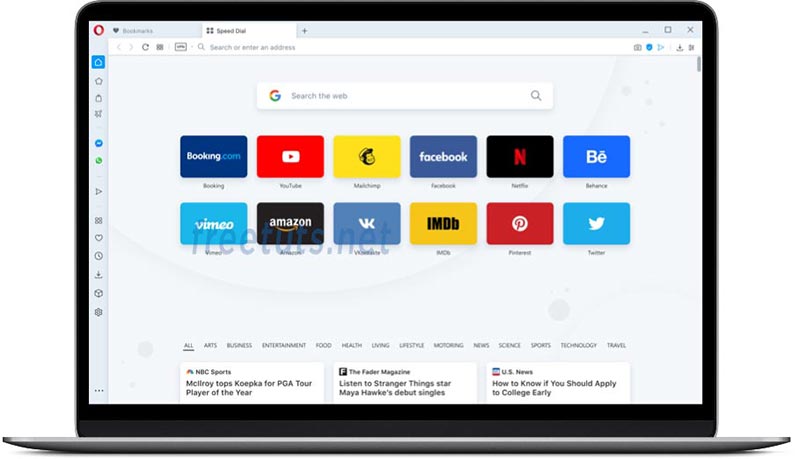 Bookmarks
Speed Dial
VPN
Search or enter an address
Search the web
Booking.com
facebook
N
Bē
Booking
YouTube
Mailchimp
Facebook
Netflix
Behance
vimeo
amazon
VK
IMDb
freetuts.net
Vimeo
Amazon
VKontakte
IMDb
Pinterest
Twitter
ALL ARTS BUSINESS ENTERTAINMENT FOOD HEALTH LIVING LIFESTYLE MOTORING NEWS SCIENCE SPORTS TECHNOLOGY TRAVEL
NBC Sports
McIlroy tops Koepka for PGA Tour
Player of the Year
F The Fader Magazine
Listen to Stranger Things star
Maya Hawke's debut singles
U.S. News
How to Know if You Should Apply
to College Early